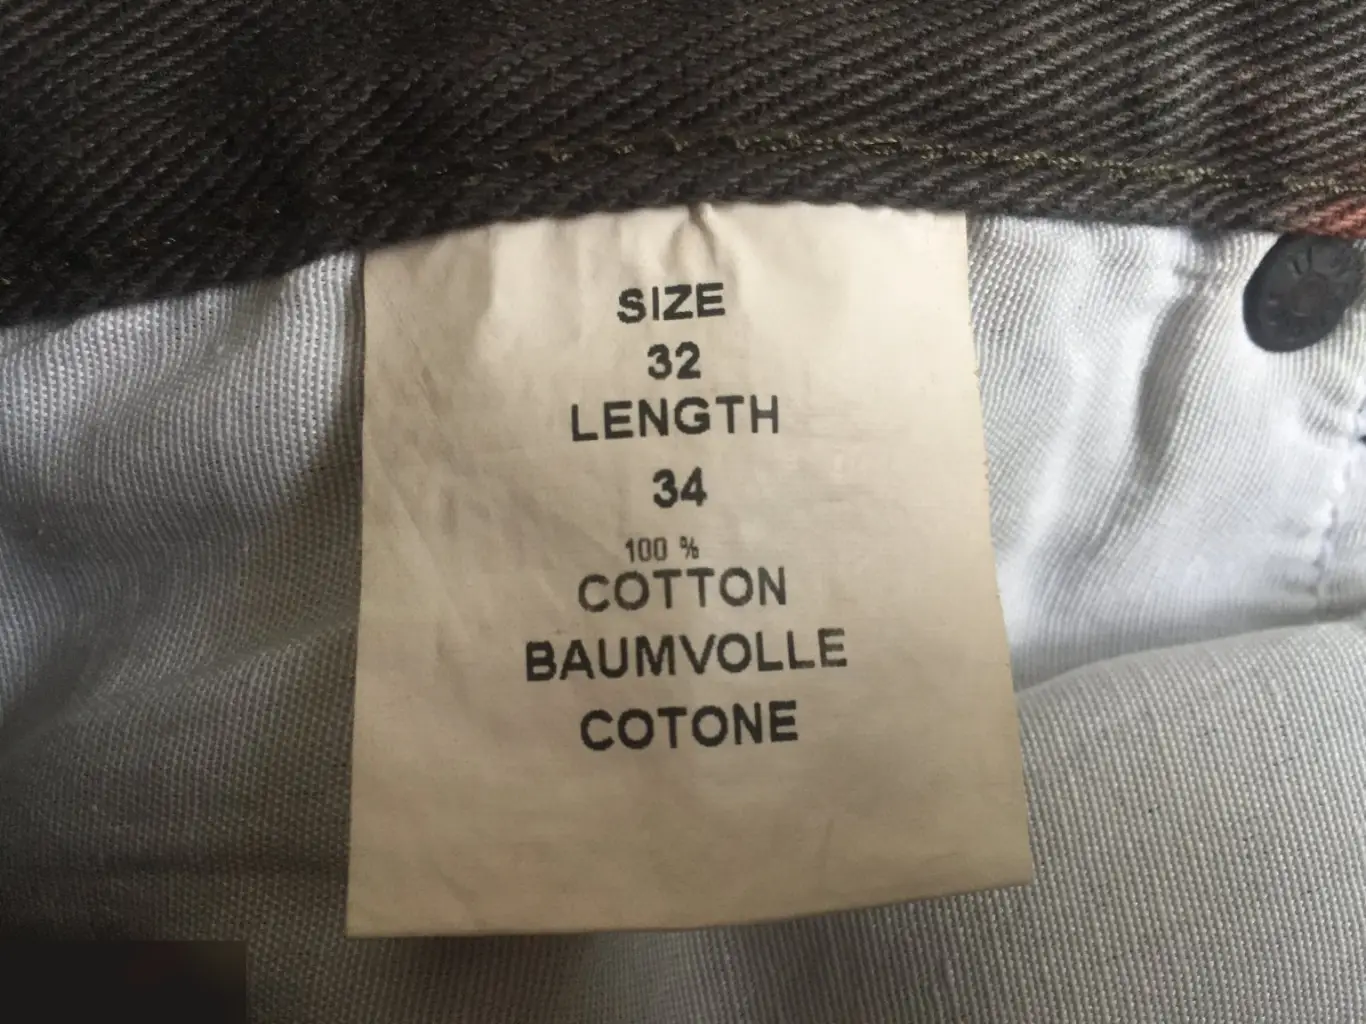 SIZE
32
LENGTH
34
100 %
COTTON
BAUMVOLLE
COTONE